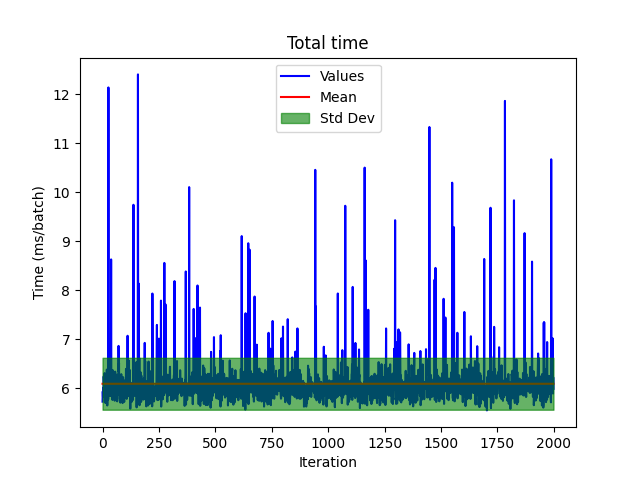 Total time
Values
Mean
Std Dev
12
11
10
9
8
7
6
Time (ms/batch)
0 250 500 750 1000 1250 1500 1750 2000
Iteration